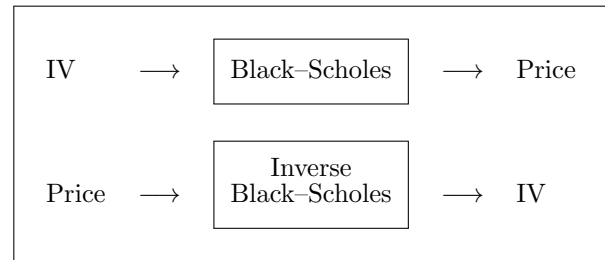 IV ⟶ Black–Scholes ⟶ Price
Inverse
Price ⟶ Black–Scholes ⟶ IV